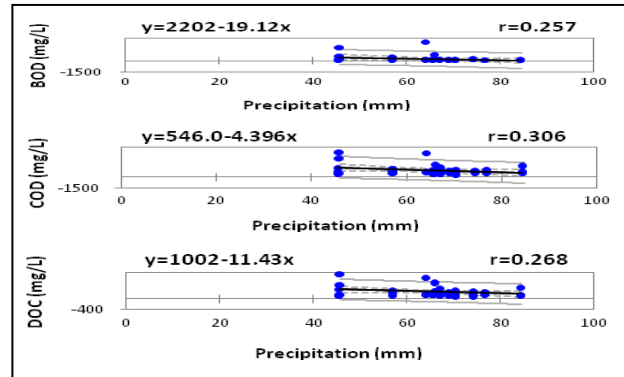 y=2202-19.12x r=0.257
BOD (mg/L)
-1500
0 20 40 60 80 100
Precipitation (mm)
y=546.0-4.396x r=0.306
COD (mg/L)
-1500
0 20 40 60 80 100
Precipitation (mm)
y=1002-11.43x r=0.268
DOC (mg/L)
-400
0 20 40 60 80 100
Precipitation (mm)